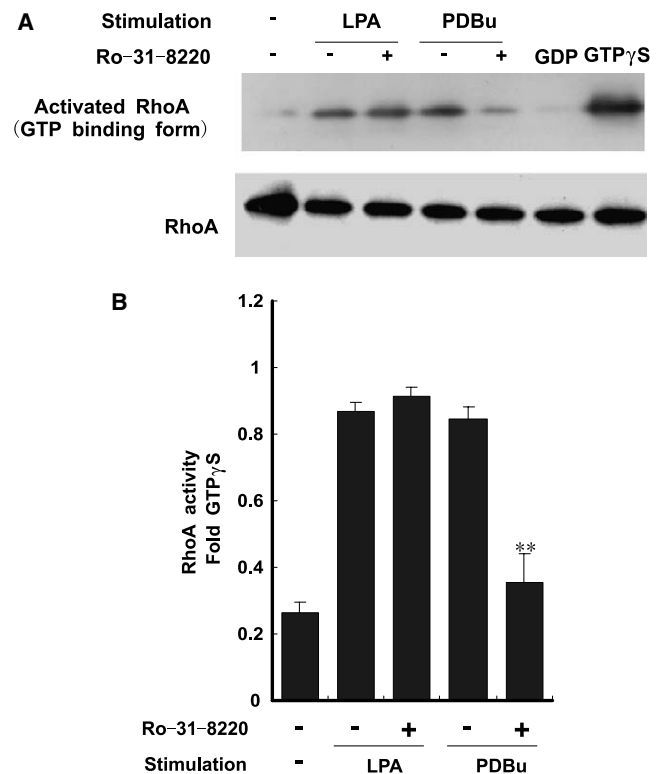 A
Stimulation - LPA PDBu
Ro-31-8220 - + - + GDP GTPγS
Activated RhoA
(GTP binding form)
RhoA
B
1.2
1
0.8
0.6
0.4
0.2
0
RhoA activity
Fold GTPγS
**
Ro-31-8220 - - + - +
Stimulation - LPA PDBu